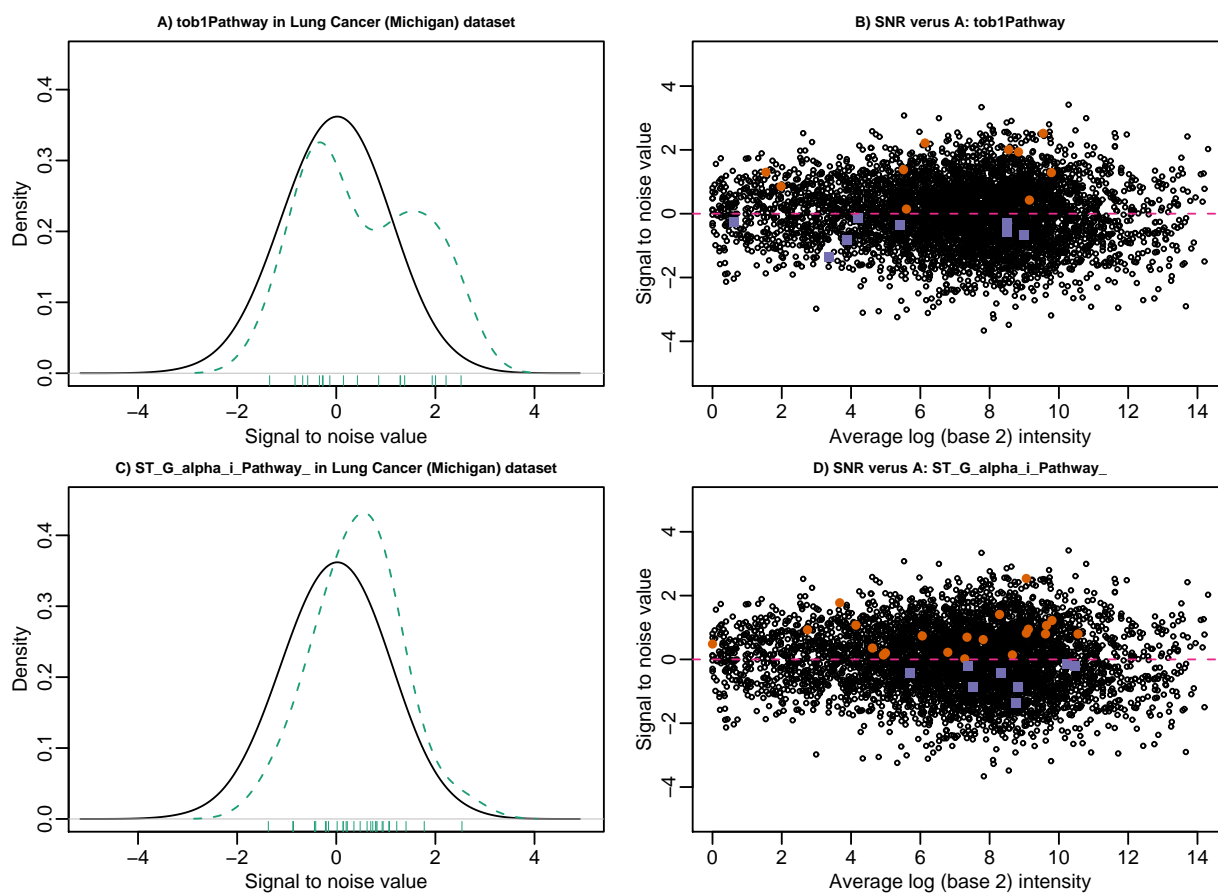 A) tob1Pathway in Lung Cancer (Michigan) dataset
Density
0.0 0.1 0.2 0.3 0.4
−4 −2 0 2 4
Signal to noise value
B) SNR verus A: tob1Pathway
Signal to noise value
−4 −2 0 2 4
0 2 4 6 8 10 12 14
Average log (base 2) intensity
C) ST_G_alpha_i_Pathway_ in Lung Cancer (Michigan) dataset
Density
0.0 0.1 0.2 0.3 0.4
−4 −2 0 2 4
Signal to noise value
D) SNR verus A: ST_G_alpha_i_Pathway_
Signal to noise value
−4 −2 0 2 4
0 2 4 6 8 10 12 14
Average log (base 2) intensity